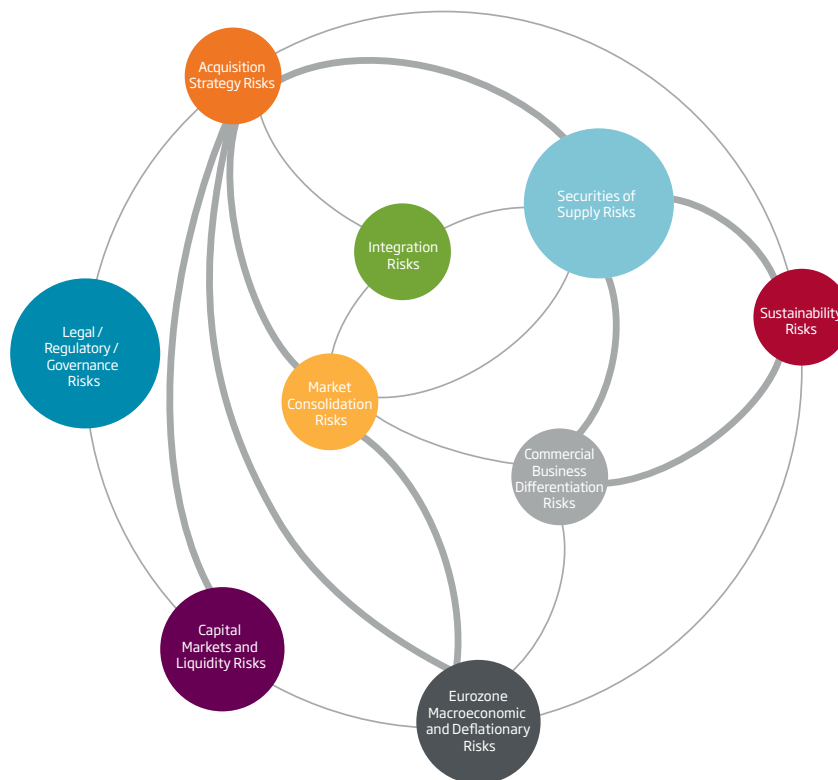 Acquisition
Strategy Risks
Securities of
Supply Risks
Integration
Risks
Sustainability
Risks
Legal /
Regulatory /
Governance
Risks
Market
Consolidation
Risks
Commercial
Business
Differentiation
Risks
Capital
Markets and
Liquidity Risks
Eurozone
Macroeconomic
and Deflationary
Risks